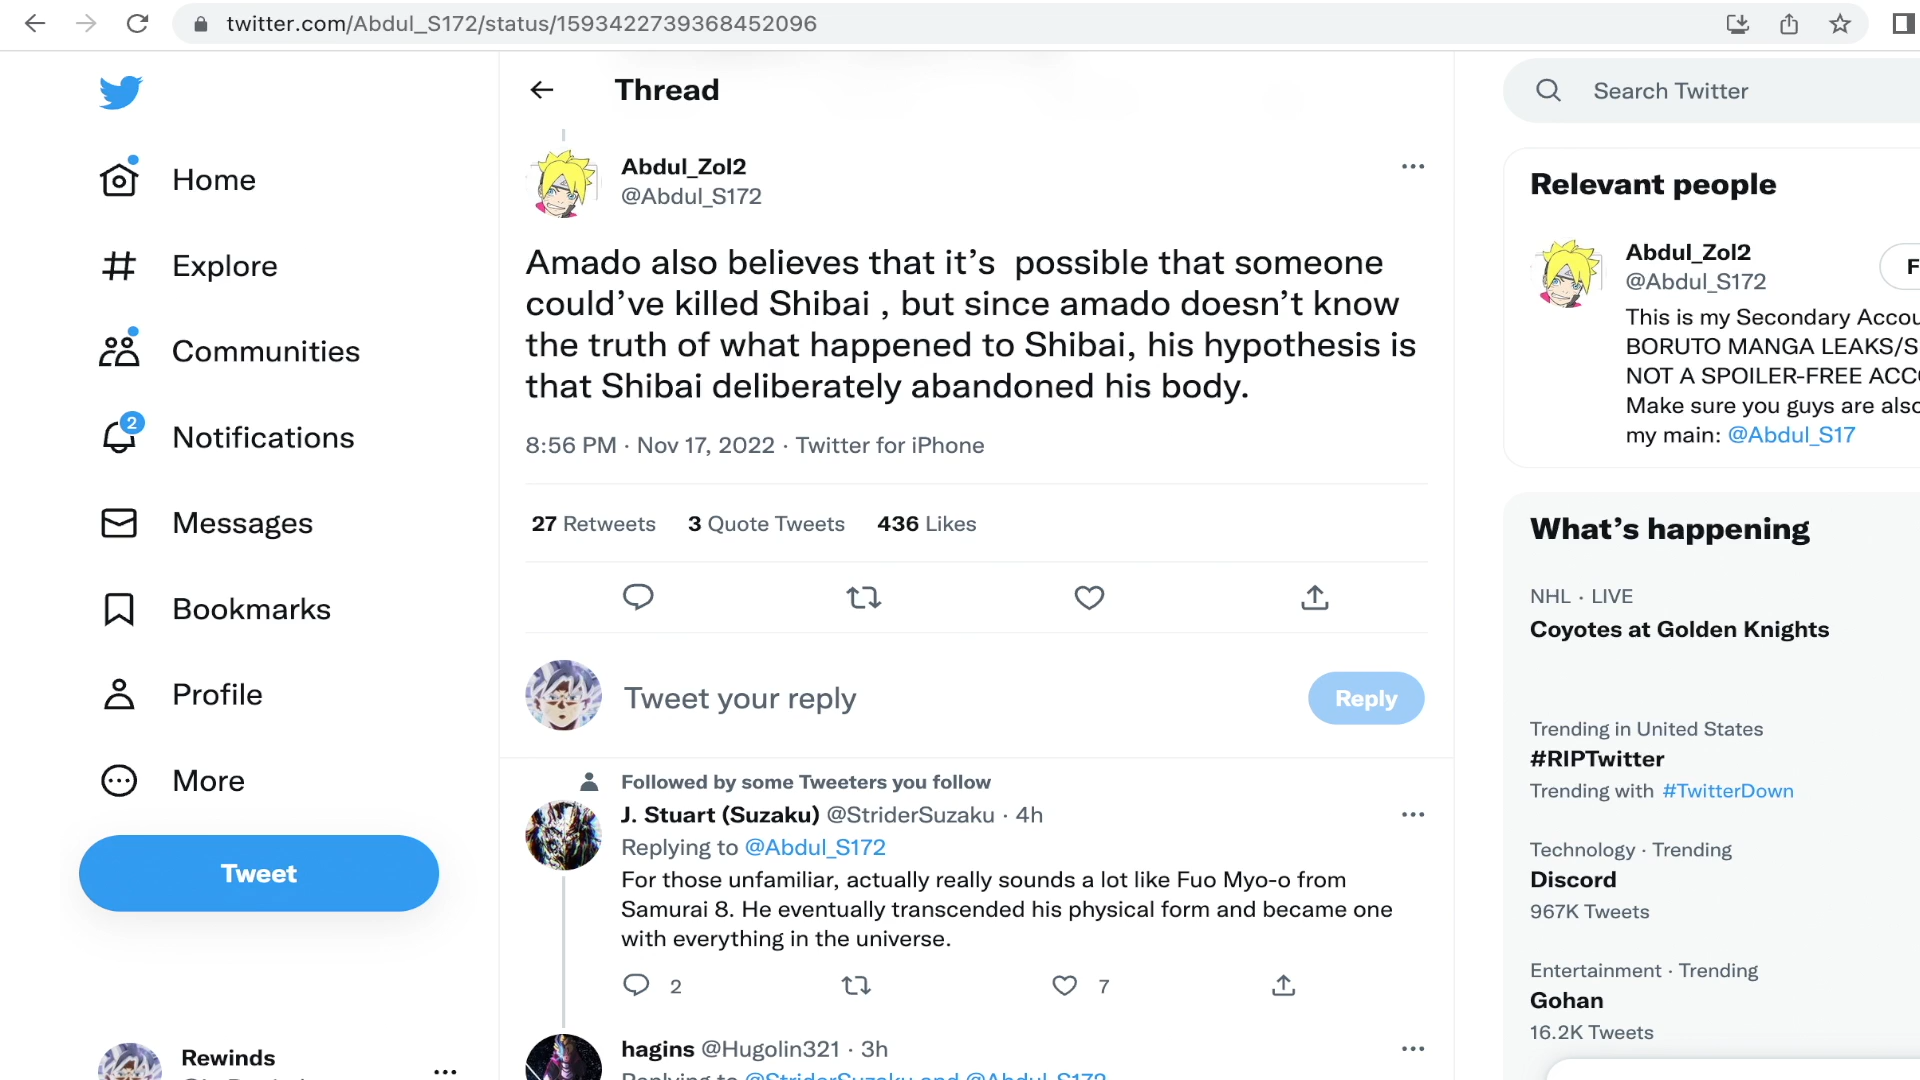 twitter.com/Abdul_S172/status/1593422739368452096
Home
Explore
Communities
2
Notifications
Messages
Bookmarks
Profile
More
Tweet
Rewinds
Thread
Abdul_Zol2
@Abdul_S172
Amado also believes that it’s  possible that someone
could’ve killed Shibai , but since amado doesn’t know
the truth of what happened to Shibai, his hypothesis is
that Shibai deliberately abandoned his body.
8:56 PM · Nov 17, 2022 · Twitter for iPhone
27 Retweets 3 Quote Tweets 436 Likes
Tweet your reply
Reply
Followed by some Tweeters you follow
J. Stuart (Suzaku) @StriderSuzaku · 4h
Replying to @Abdul_S172
For those unfamiliar, actually really sounds a lot like Fuo Myo-o from
Samurai 8. He eventually transcended his physical form and became one
with everything in the universe.
2 7
hagins @Hugolin321 · 3h
Replying to @StriderSuzaku and @Abdul_S172
Search Twitter
Relevant people
Abdul_Zol2
@Abdul_S172
F
This is my Secondary Accou
BORUTO MANGA LEAKS/S
NOT A SPOILER-FREE ACC
Make sure you guys are also
my main: @Abdul_S17
What’s happening
NHL · LIVE
Coyotes at Golden Knights
Trending in United States
#RIPTwitter
Trending with #TwitterDown
Technology · Trending
Discord
967K Tweets
Entertainment · Trending
Gohan
16.2K Tweets